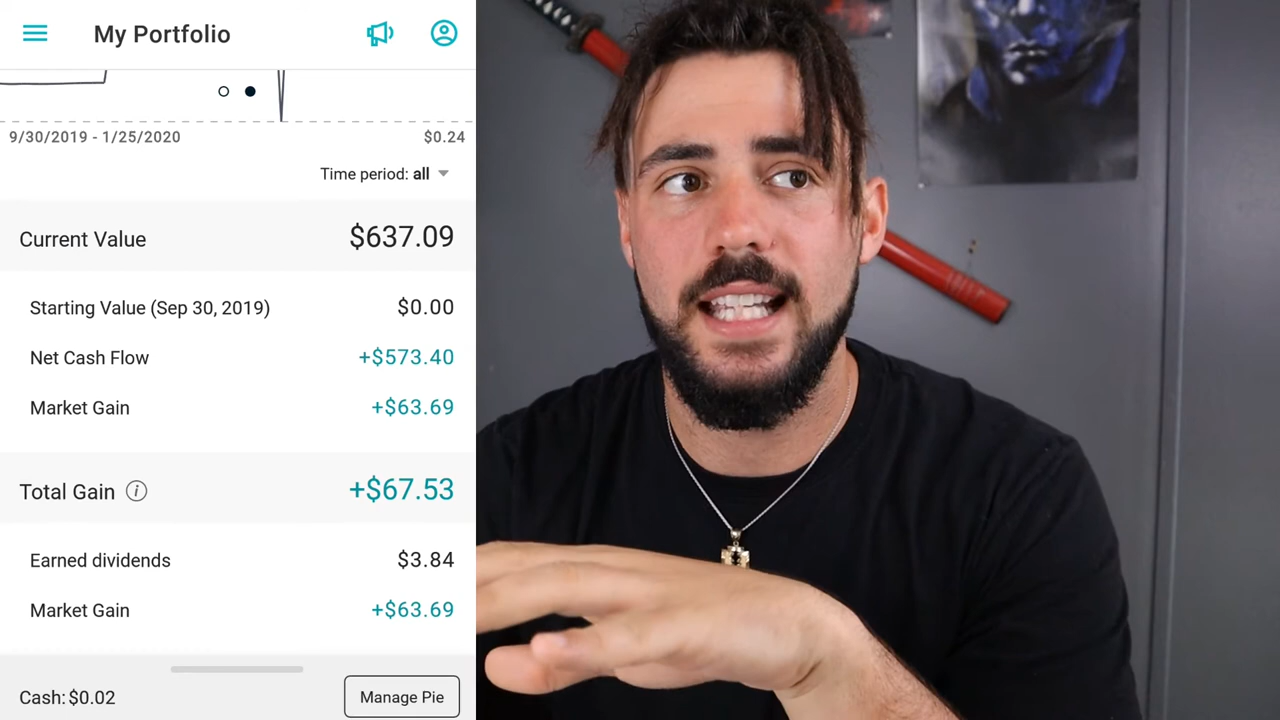 My Portfolio
9/30/2019 - 1/25/2020 $0.24
Time period: all
Current Value $637.09
Starting Value (Sep 30, 2019) $0.00
Net Cash Flow +$573.40
Market Gain +$63.69
Total Gain i +$67.53
Earned dividends $3.84
Market Gain +$63.69
Cash: $0.02 Manage Pie